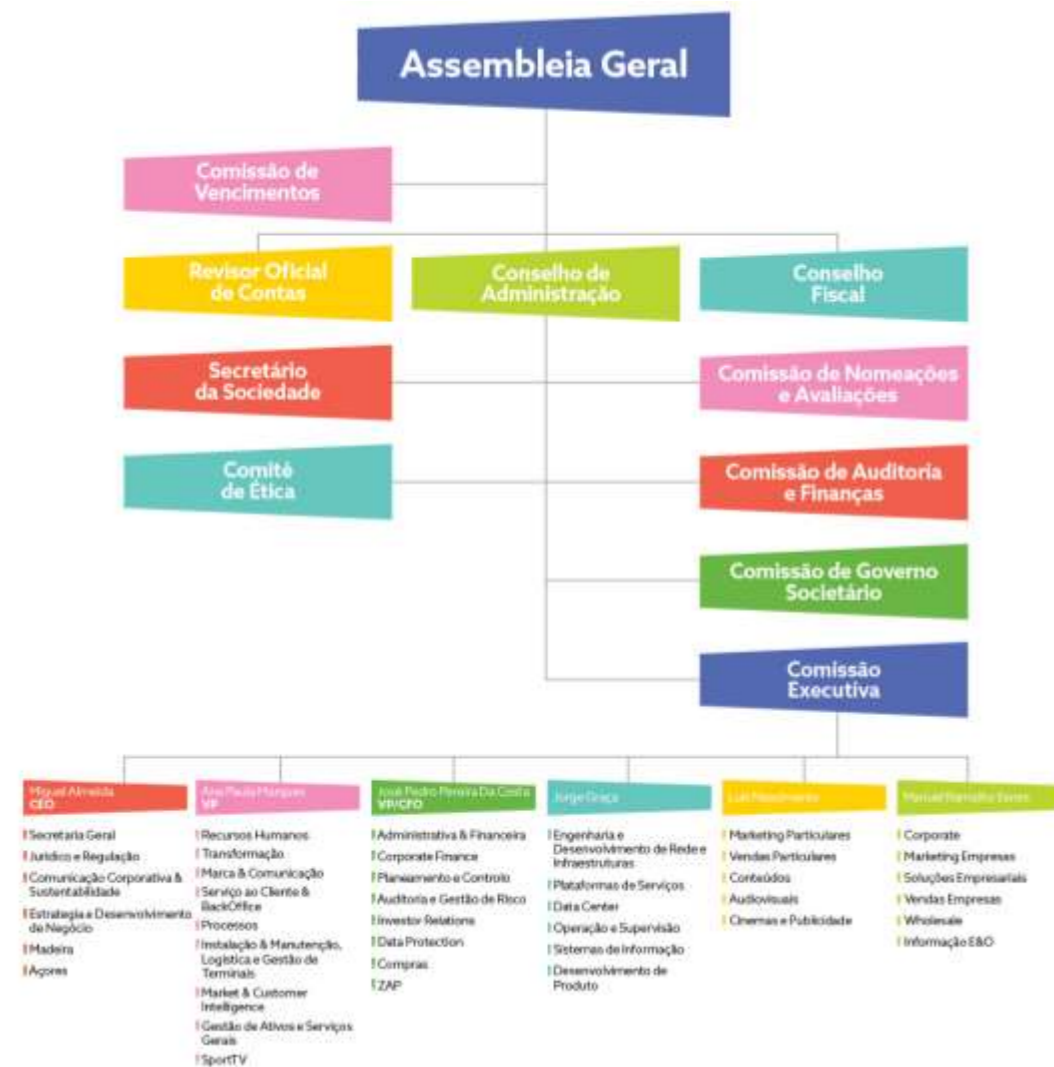 Assembleia Geral
Comissão de
Vencimentos
Revisor Oficial
de Contas
Conselho de
Administração
Conselho
Fiscal
Secretário
da Sociedade
Comissão de Nomeações
e Avaliações
Comité
de Ética
Comissão de Auditoria
e Finanças
Comissão de Governo
Societário
Comissão
Executiva
Miguel Almeida
CEO
Secretaria Geral
Jurídico e Regulação
Comunicação Corporativa &
Sustentabilidade
Estratégia e Desenvolvimento
de Negócio
Madeira
Açores
Ana Paula Marques
VP
Recursos Humanos
Transformação
Marca & Comunicação
Serviço ao Cliente &
BackOffice
Processos
Instalação & Manutenção,
Logística e Gestão de
Terminais
Market & Customer
Intelligence
Gestão de Ativos e Serviços
Gerais
SportTV
José Pedro Pereira Da Costa
VP/CFO
Administrativa & Financeira
Corporate Finance
Planeamento e Controlo
Auditoria e Gestão de Risco
Investor Relations
Data Protection
Compras
ZAP
Jorge Graça
Engenharia e
Desenvolvimento de Rede e
Infraestruturas
Plataformas de Serviços
Data Center
Operação e Supervisão
Sistemas de Informação
Desenvolvimento de
Produto
Luís Nascimento
Marketing Particulares
Vendas Particulares
Conteúdos
Audiovisuais
Cinemas e Publicidade
Manuel Ramalho Eanes
Corporate
Marketing Empresas
Soluções Empresariais
Vendas Empresas
Wholesale
Informação E&O